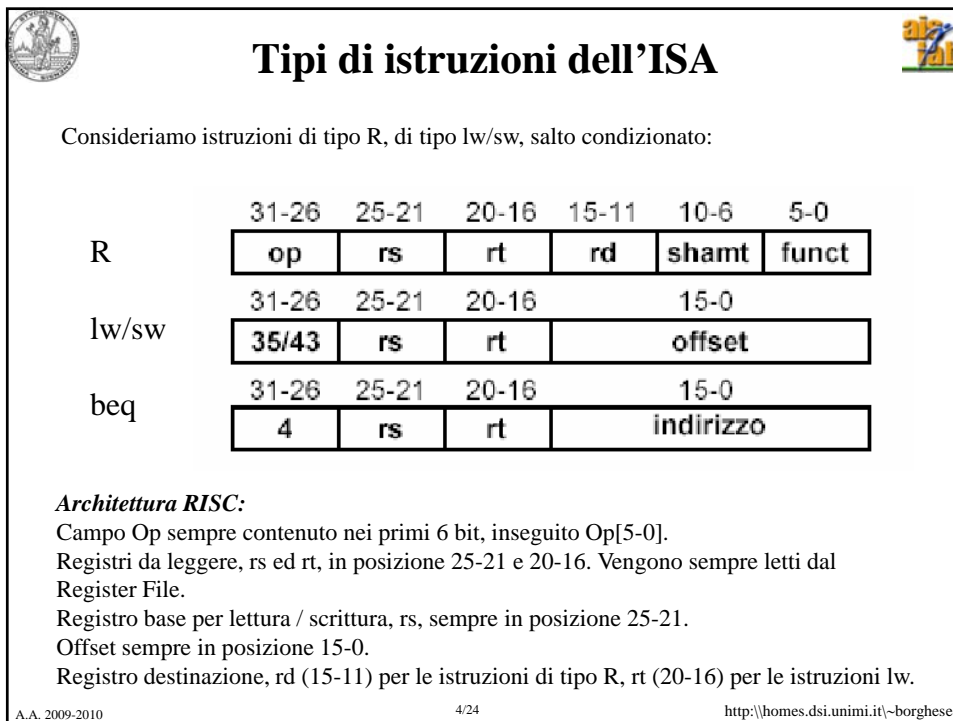 Tipi di istruzioni dell'ISA
Consideriamo istruzioni di tipo R, di tipo lw/sw, salto condizionato:
31-26 25-21 20-16 15-11 10-6 5-0
R op rs rt rd shamt funct
31-26 25-21 20-16 15-0
lw/sw 35/43 rs rt offset
31-26 25-21 20-16 15-0
beq 4 rs rt indirizzo
Architettura RISC:
Campo Op sempre contenuto nei primi 6 bit, inseguito Op[5-0].
Registri da leggere, rs ed rt, in posizione 25-21 e 20-16. Vengono sempre letti dal
Register File.
Registro base per lettura / scrittura, rs, sempre in posizione 25-21.
Offset sempre in posizione 15-0.
Registro destinazione, rd (15-11) per le istruzioni di tipo R, rt (20-16) per le istruzioni lw.
A.A. 2009-2010 4/24 http:\\homes.dsi.unimi.it\~borghese